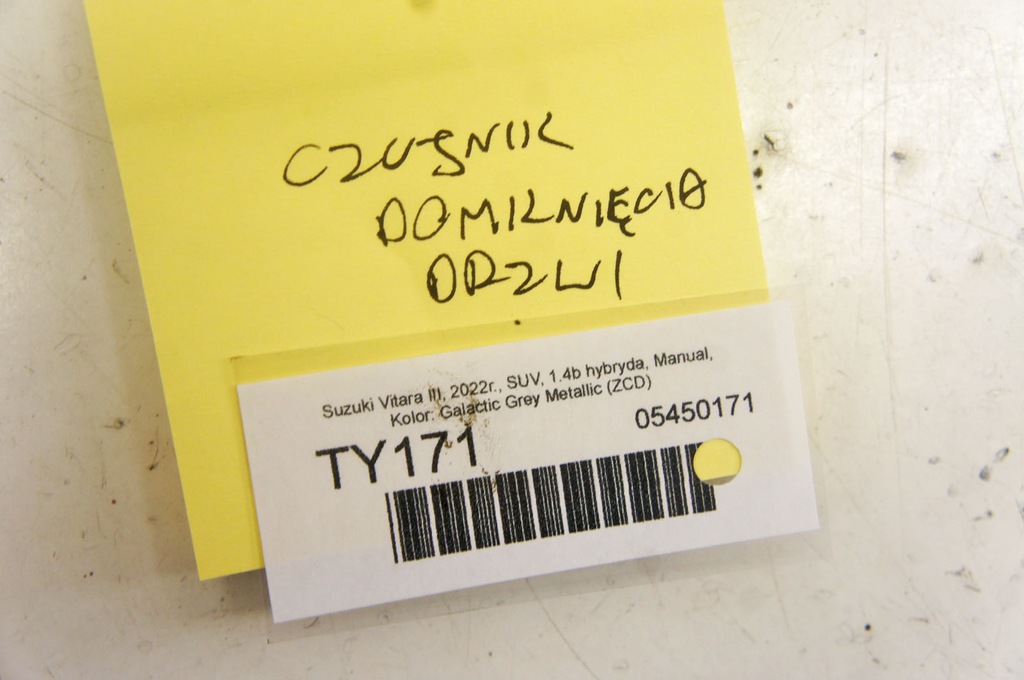 CZUJNIK
DOMKNIĘCIA
DRZWI
Suzuki Vitara III, 2022r., SUV, 1.4b hybryda, Manual,
Kolor: Galactic Grey Metallic (ZCD)
TY171 05450171